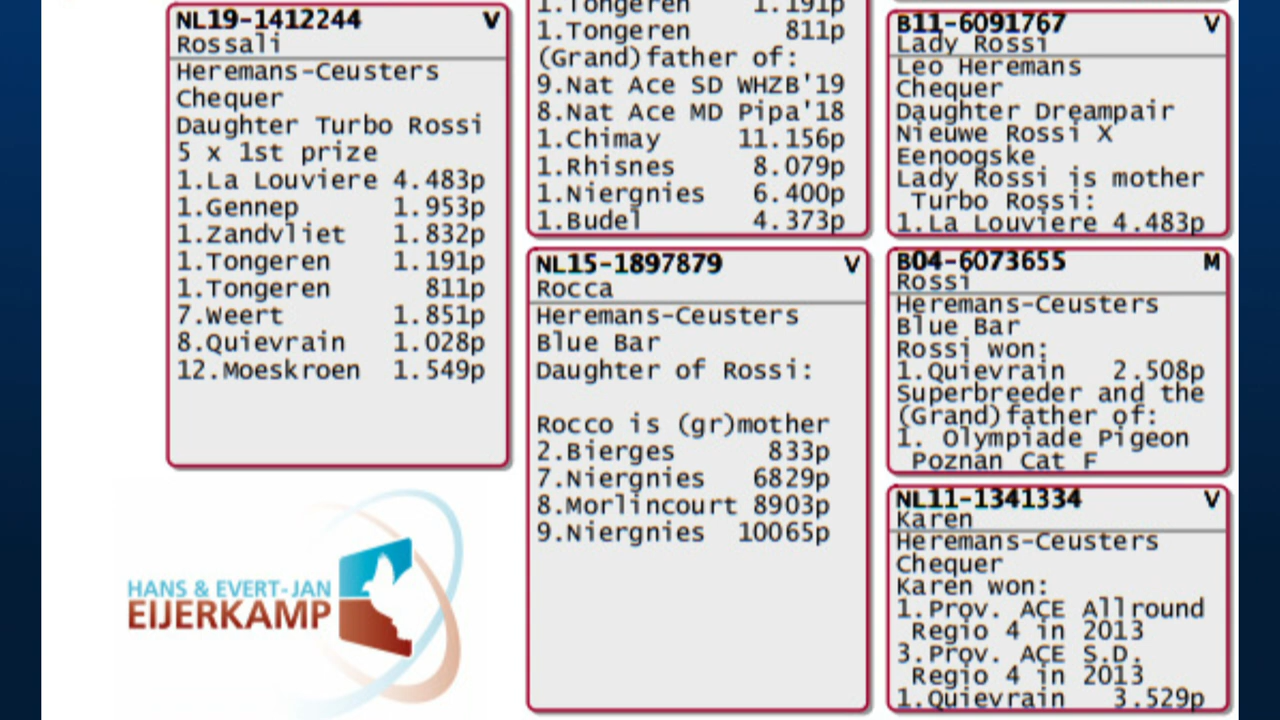 NL19-1412244 V
Rossali
Heremans-Ceusters
Chequer
Daughter Turbo Rossi
5 x 1st prize
1.La Louviere 4.483p
1.Gennep 1.953p
1.Zandvliet 1.832p
1.Tongeren 1.191p
1.Tongeren 811p
7.Weert 1.851p
8.Quievrain 1.028p
12.Moeskroen 1.549p
HANS & EVERT-JAN
EIJERKAMP
1.Tongeren 1.191p
1.Tongeren 811p
(Grand)father of:
9.Nat Ace SD WHZB'19
8.Nat Ace MD Pipa'18
1.Chimay 11.156p
1.Rhisnes 8.079p
1.Niergnies 6.400p
1.Budel 4.373p
NL15-1897879 V
Rocca
Heremans-Ceusters
Blue Bar
Daughter of Rossi:
Rocco is (gr)mother
2.Bierges 833p
7.Niergnies 6829p
8.Morlincourt 8903p
9.Niergnies 10065p
B11-6091767 V
Lady Rossi
Leo Heremans
Chequer
Daughter Dreampair
Nieuwe Rossi X
Eenoogske
Lady Rossi is mother
Turbo Rossi:
1.La Louviere 4.483p
B04-6073655 M
Rossi
Heremans-Ceusters
Blue Bar
Rossi won:
1.Quievrain 2.508p
Superbreeder and the
(Grand)father of:
1. Olympiade Pigeon
Poznan Cat F
NL11-1341334 V
Karen
Heremans-Ceusters
Chequer
Karen won:
1.Prov. ACE Allround
Regio 4 in 2013
3.Prov. ACE S.D.
Regio 4 in 2013
1.Quievrain 3.529p